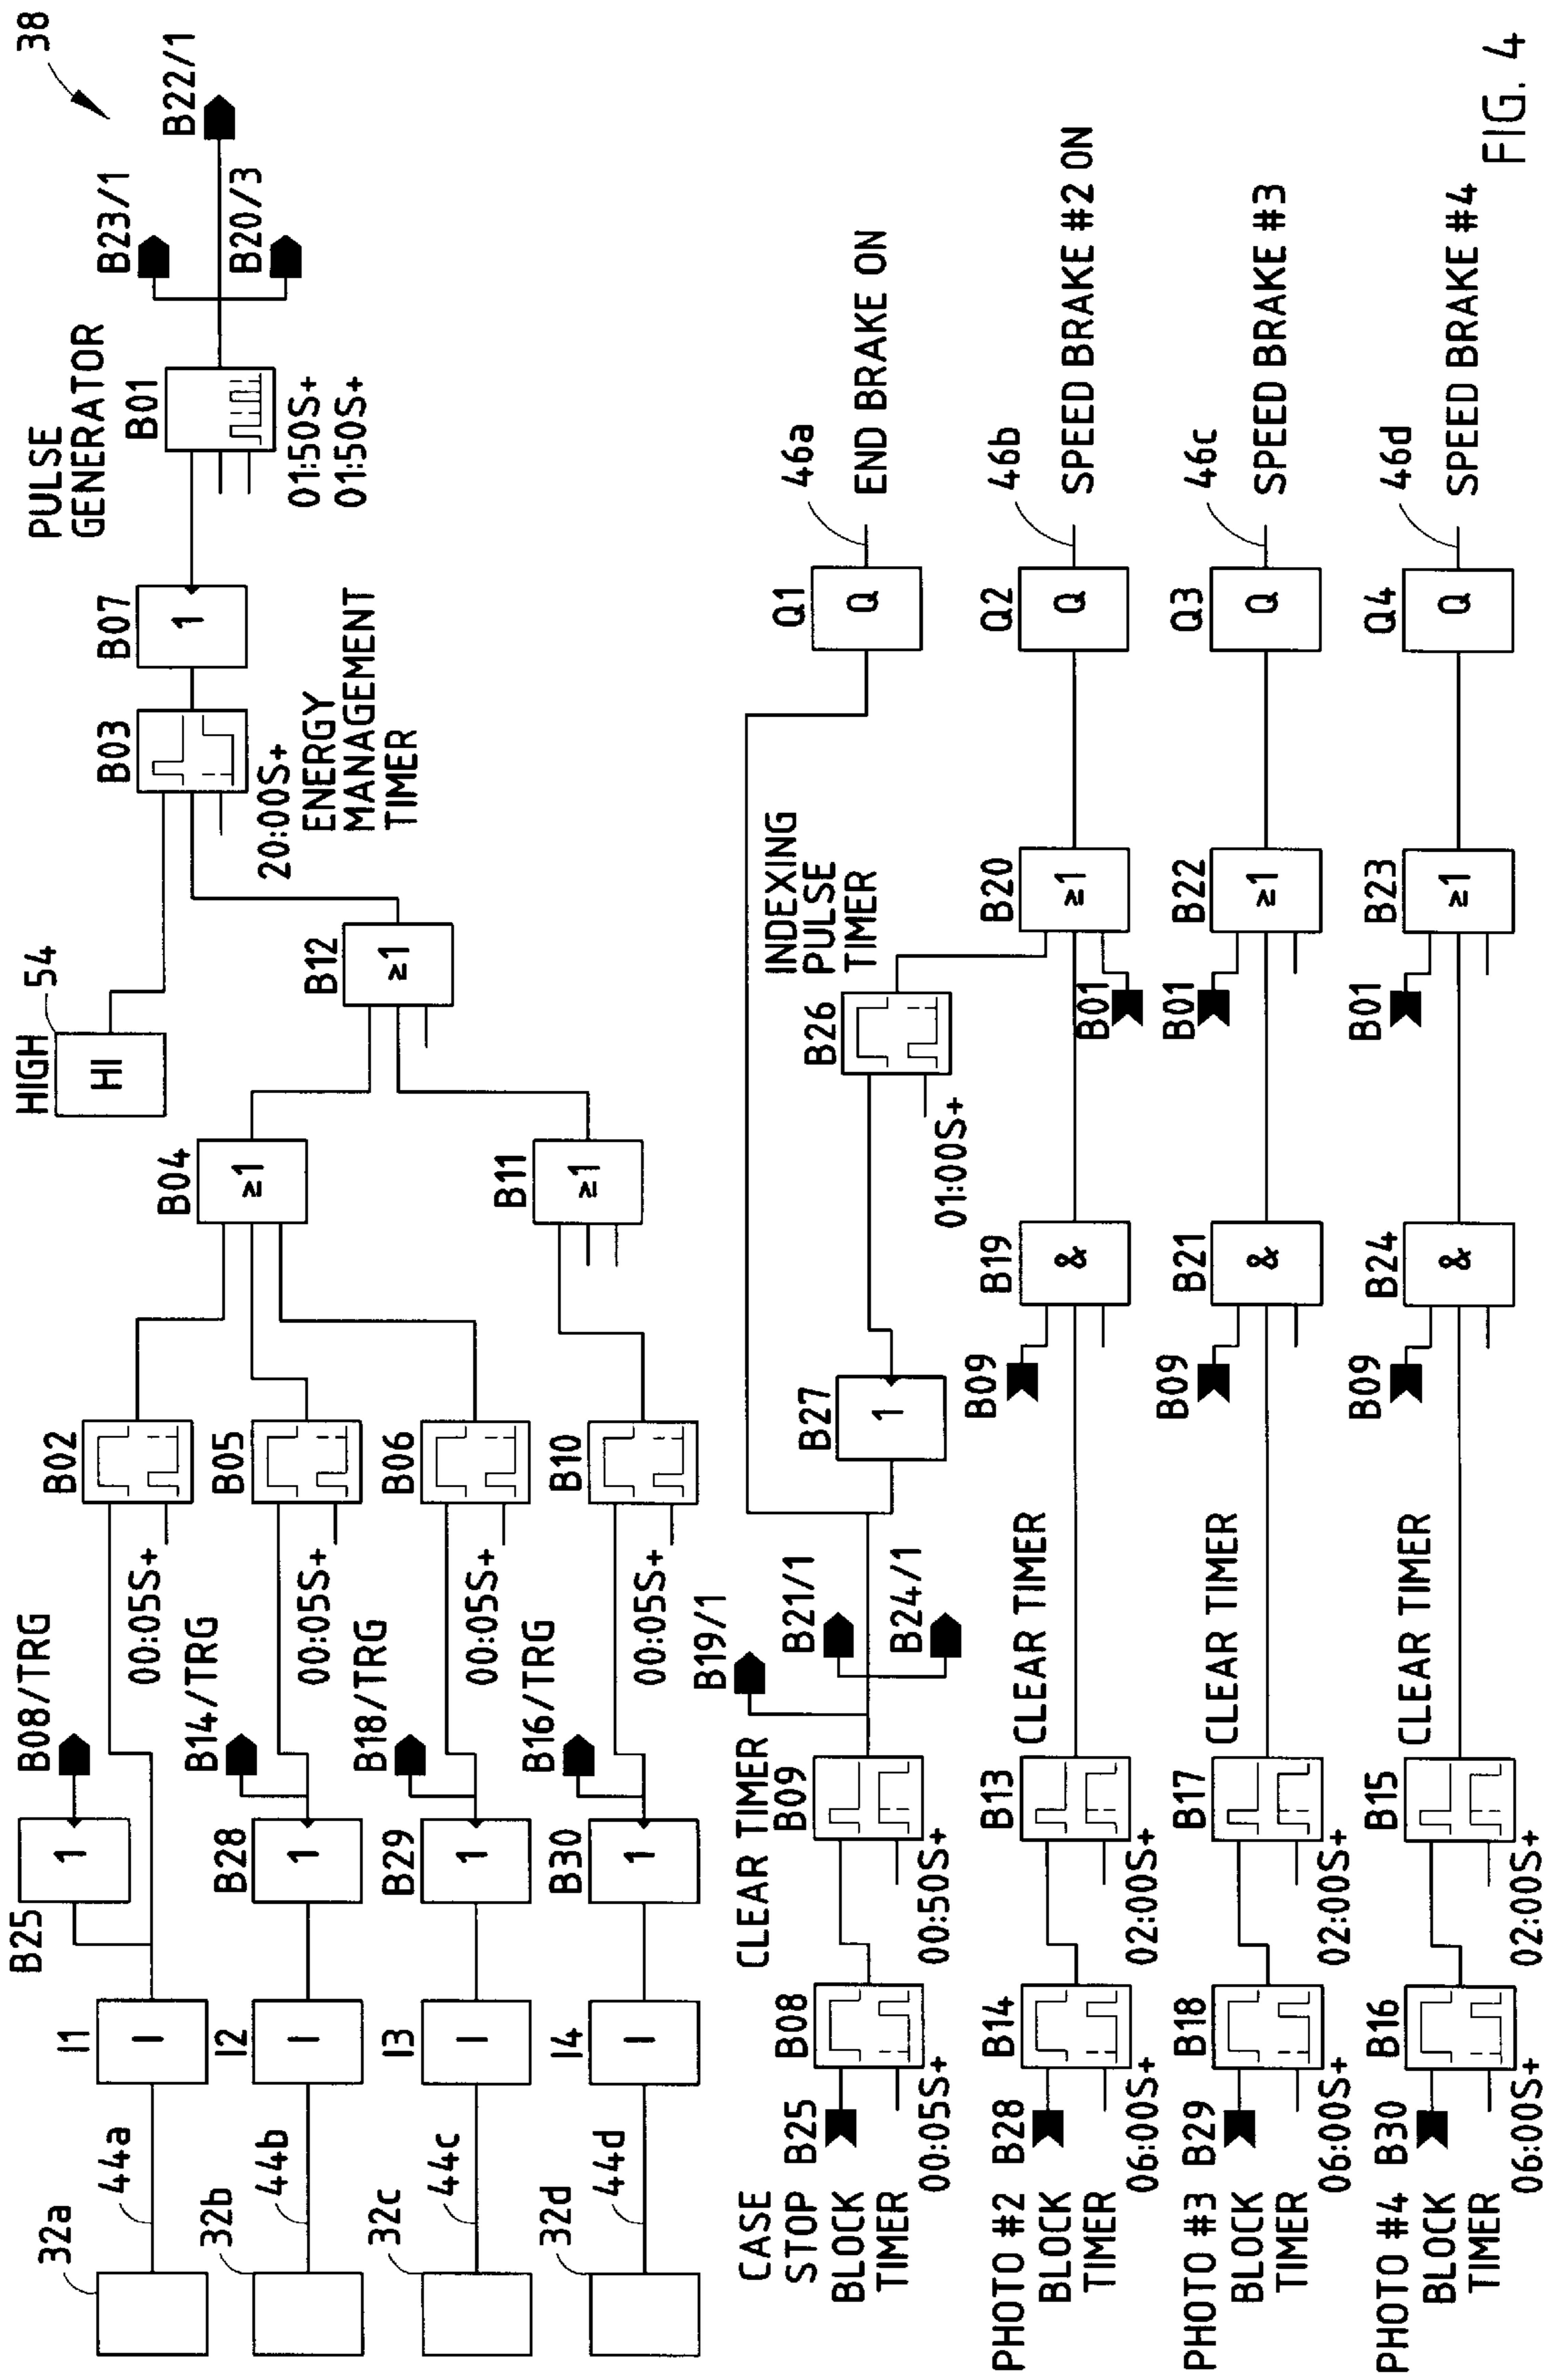 38
32a
44a
I1
I
B25
1
B08/TRG
B02
00:05S+
32b
44b
I2
I
B28
1
B14/TRG
B05
00:05S+
32c
44c
I3
I
B29
1
B18/TRG
B06
00:05S+
32d
44d
I4
I
B30
1
B16/TRG
B10
00:05S+
B04
≥1
B11
≥1
HIGH
HI
54
B12
≥1
B03
20:00S+
ENERGY
MANAGEMENT
TIMER
B07
1
PULSE
GENERATOR
B01
01:50S+
01:50S+
B23/1
B22/1
B20/3
CASE
STOP
BLOCK
TIMER
B25
B08
00:05S+
CLEAR TIMER
B09
00:50S+
B19/1
B21/1
B24/1
B27
1
B26
01:00S+
INDEXING
PULSE
TIMER
Q1
Q
46a
END BRAKE ON
PHOTO #2
BLOCK
TIMER
B28
B14
06:00S+
B13
02:00S+
CLEAR TIMER
B09
B19
&
B01
B20
≥1
Q2
Q
46b
SPEED BRAKE #2 ON
PHOTO #3
BLOCK
TIMER
B29
B18
06:00S+
B17
02:00S+
CLEAR TIMER
B09
B21
&
B01
B22
≥1
Q3
Q
46c
SPEED BRAKE #3
PHOTO #4
BLOCK
TIMER
B30
B16
06:00S+
B15
02:00S+
CLEAR TIMER
B09
B24
&
B01
B23
≥1
Q4
Q
46d
SPEED BRAKE #4
FIG. 4